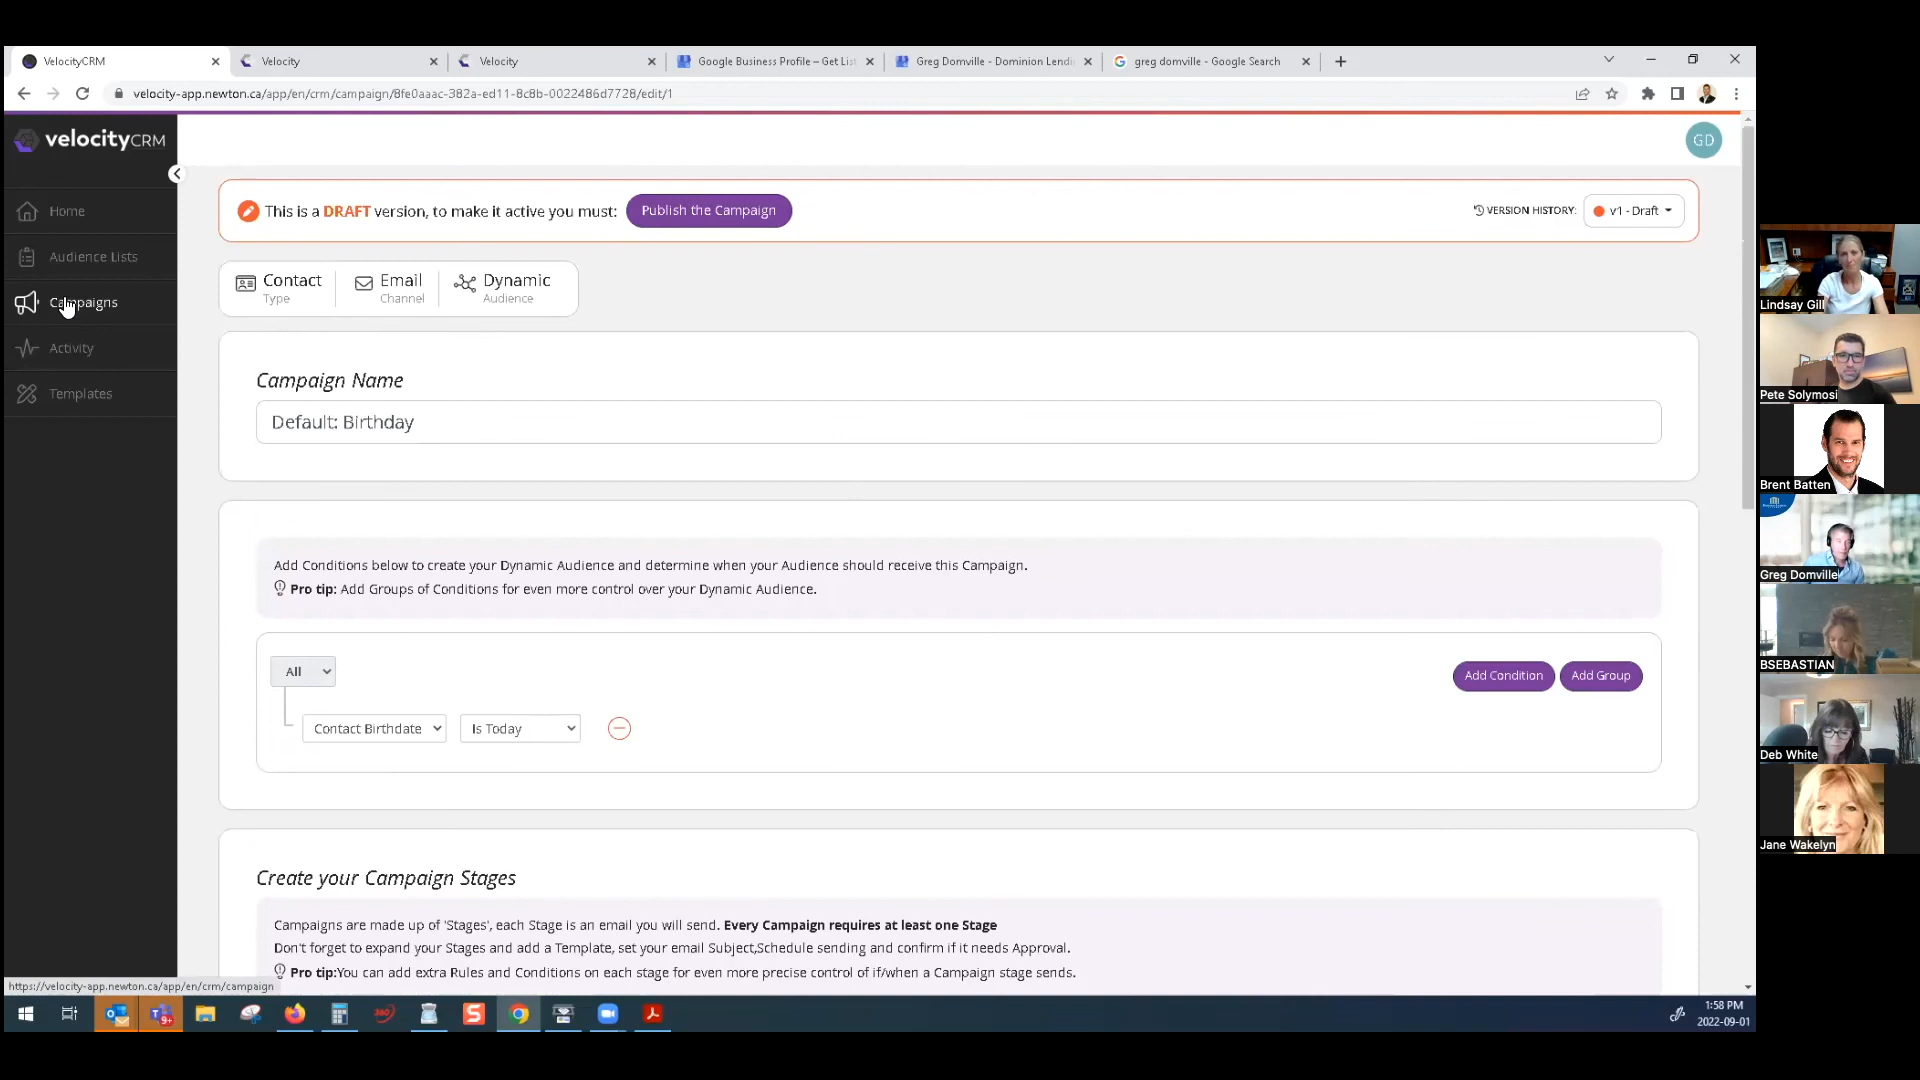 VelocityCRM
Velocity
Velocity
Google Business Profile – Get List
Greg Domville - Dominion Lendi
greg domville - Google Search
velocity-app.newton.ca/app/en/crm/campaign/8fe0aaac-382a-ed11-8c8b-0022486d7728/edit/1
velocityCRM
GD
Home
Audience Lists
Campaigns
Activity
Templates
This is a DRAFT version, to make it active you must:
Publish the Campaign
VERSION HISTORY:
v1 - Draft
Contact
Type
Email
Channel
Dynamic
Audience
Campaign Name
Default: Birthday
Add Conditions below to create your Dynamic Audience and determine when your Audience should receive this Campaign.
Pro tip: Add Groups of Conditions for even more control over your Dynamic Audience.
All
Add Condition
Add Group
Contact Birthdate
Is Today
Create your Campaign Stages
Campaigns are made up of 'Stages', each Stage is an email you will send. Every Campaign requires at least one Stage
Don't forget to expand your Stages and add a Template, set your email Subject,Schedule sending and confirm if it needs Approval.
Pro tip:You can add extra Rules and Conditions on each stage for even more precise control of if/when a Campaign stage sends.
https://velocity-app.newton.ca/app/en/crm/campaign
9+
360
1:58 PM
2022-09-01
Lindsay Gill
Pete Solymosi
Brent Batten
Greg Domville
BSEBASTIAN
Deb White
Jane Wakelyn